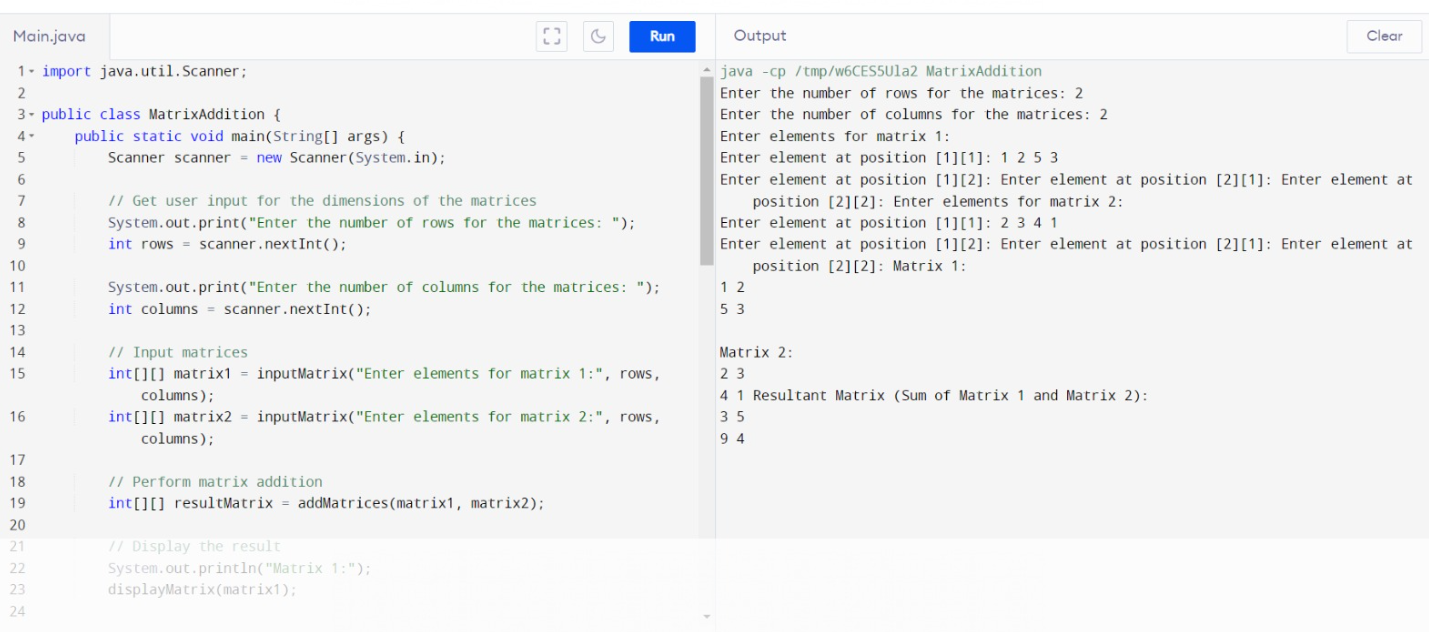 Main.java
Run
1 import java.util.Scanner;
2
3 public class MatrixAddition {
4     public static void main(String[] args) {
5         Scanner scanner = new Scanner(System.in);
6
7         // Get user input for the dimensions of the matrices
8         System.out.print("Enter the number of rows for the matrices: ");
9         int rows = scanner.nextInt();
10
11         System.out.print("Enter the number of columns for the matrices: ");
12         int columns = scanner.nextInt();
13
14         // Input matrices
15         int[][] matrix1 = inputMatrix("Enter elements for matrix 1:", rows,
columns);
16         int[][] matrix2 = inputMatrix("Enter elements for matrix 2:", rows,
columns);
17
18         // Perform matrix addition
19         int[][] resultMatrix = addMatrices(matrix1, matrix2);
20
21         // Display the result
22         System.out.println("Matrix 1:");
23         displayMatrix(matrix1);
24
Output
Clear
java -cp /tmp/w6CES5Ula2 MatrixAddition
Enter the number of rows for the matrices: 2
Enter the number of columns for the matrices: 2
Enter elements for matrix 1:
Enter element at position [1][1]: 1 2 5 3
Enter element at position [1][2]: Enter element at position [2][1]: Enter element at
position [2][2]: Enter elements for matrix 2:
Enter element at position [1][1]: 2 3 4 1
Enter element at position [1][2]: Enter element at position [2][1]: Enter element at
position [2][2]: Matrix 1:
1 2
5 3
Matrix 2:
2 3
4 1 Resultant Matrix (Sum of Matrix 1 and Matrix 2):
3 5
9 4